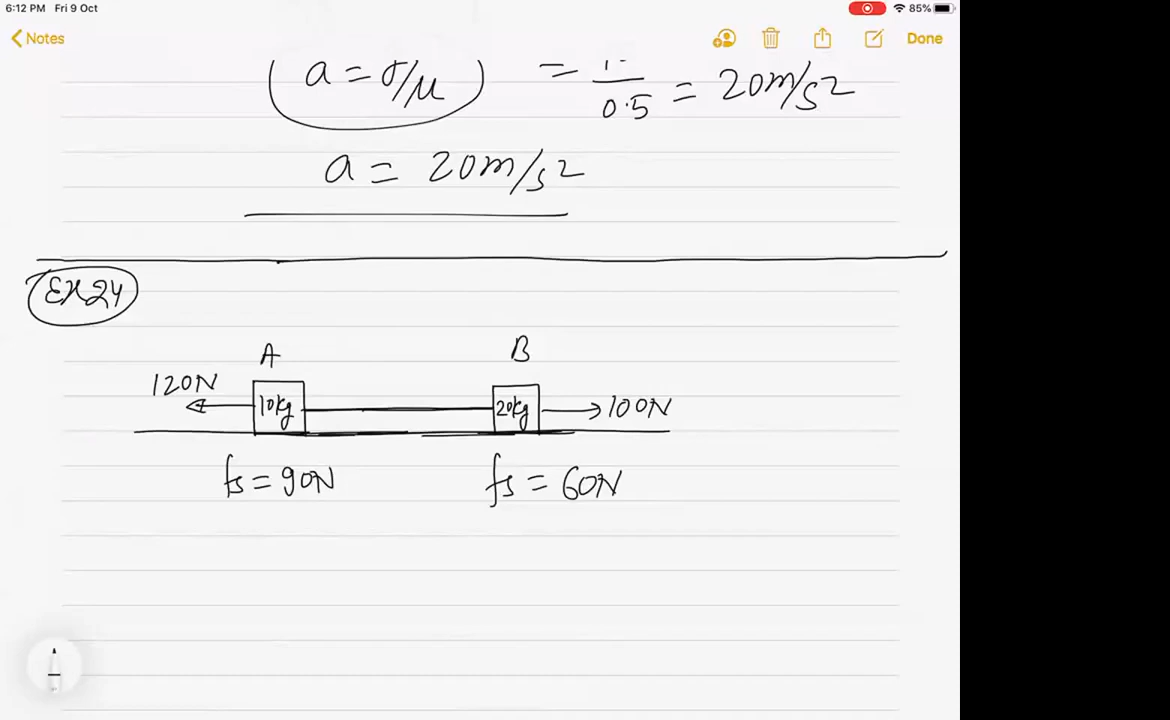 6:12 PM Fri 9 Oct 85%
Notes Done
(a = σ/μ) = 0.5 = 20m/s2
a = 20m/s2
Ex24
A B
120N 10kg 20kg 100N
fs = 90N fs = 60N